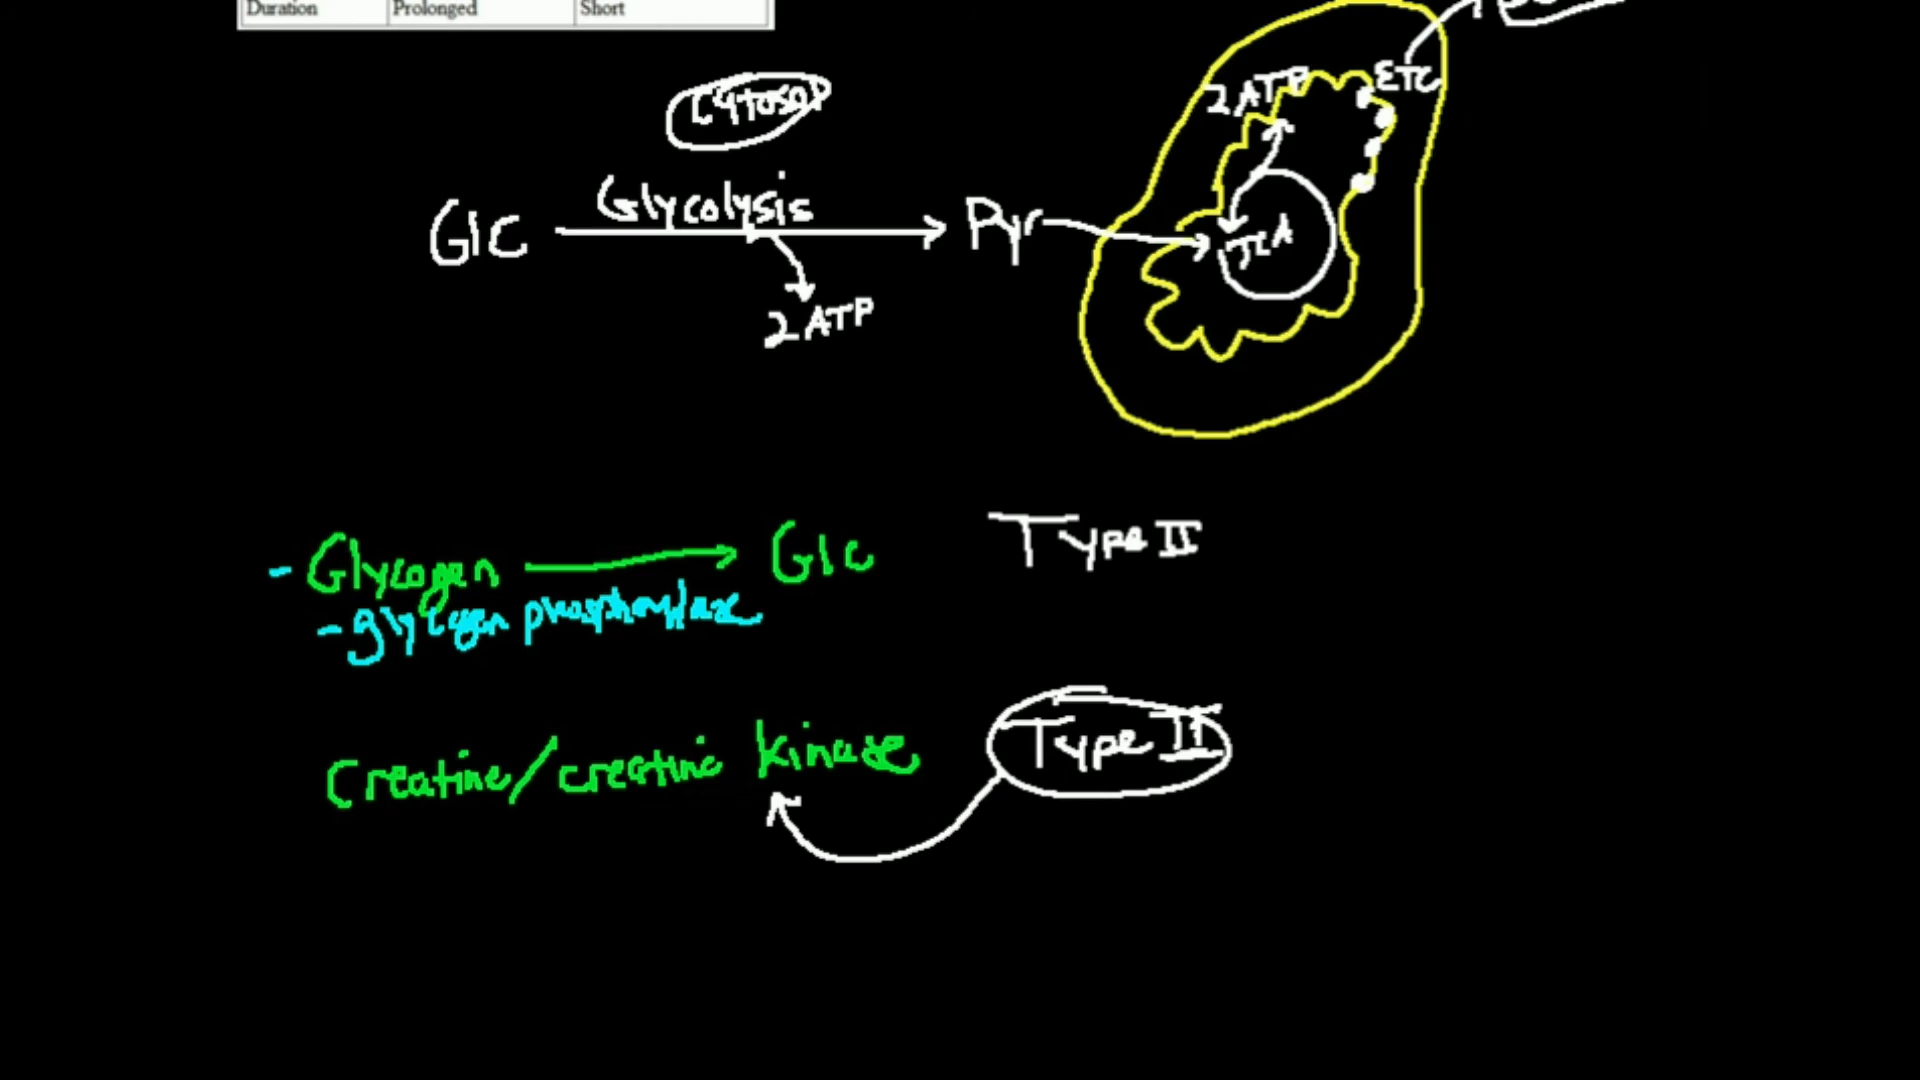 Duration Prolonged Short
Cytosol
2 ATP ETC
Glc Glycolysis Pyr TCA
2 ATP
- Glycogen Glc Type II
- glycogen phosphorylase
Creatine/creatine kinase Type II